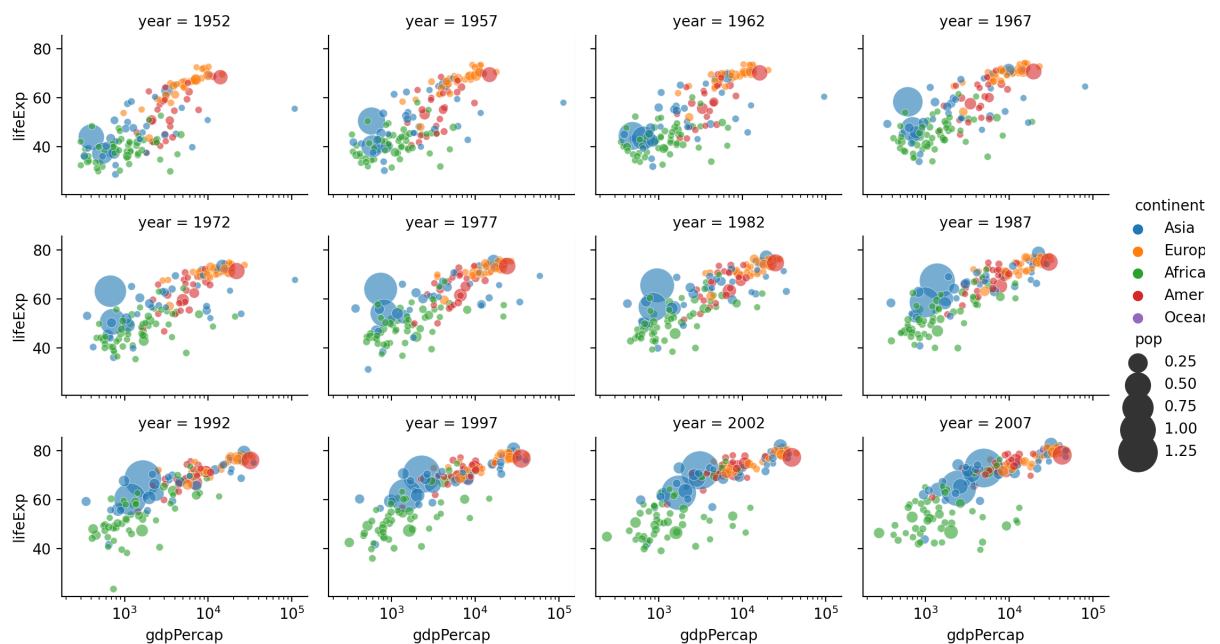 year = 1952
year = 1957
year = 1962
year = 1967
80
60
40
lifeExp
year = 1972
year = 1977
year = 1982
year = 1987
80
60
40
lifeExp
year = 1992
year = 1997
year = 2002
year = 2007
80
60
40
lifeExp
10³ 10⁴ 10⁵
10³ 10⁴ 10⁵
10³ 10⁴ 10⁵
10³ 10⁴ 10⁵
gdpPercap
gdpPercap
gdpPercap
gdpPercap
continent
Asia
Europ
Africa
Amer
Ocear
pop
0.25
0.50
0.75
1.00
1.25